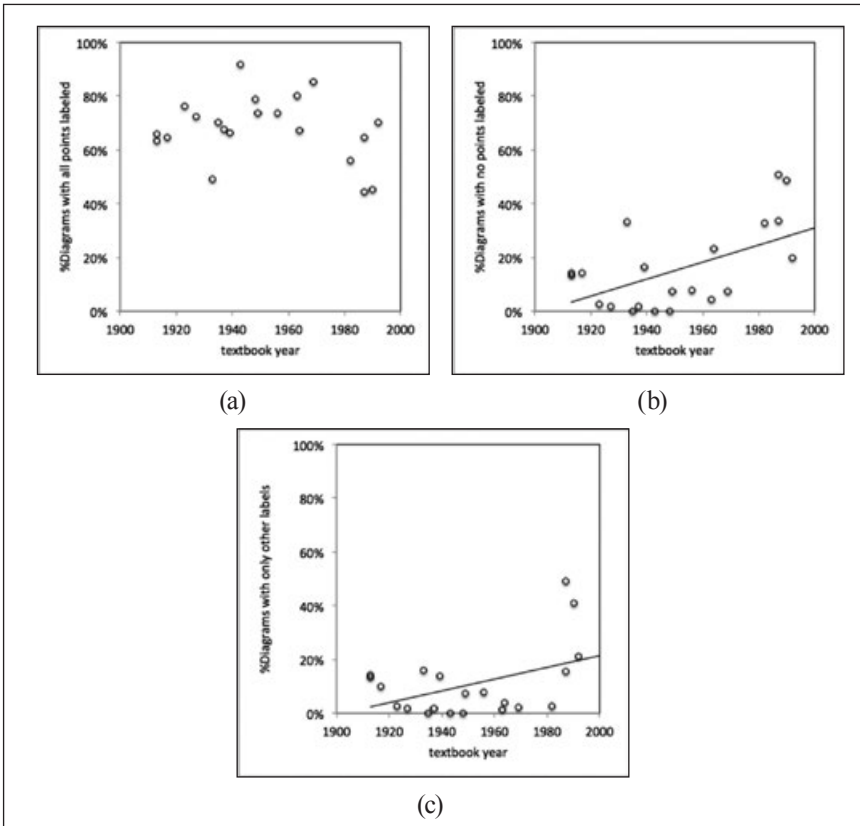 100%
80%
60%
40%
20%
0%
%Diagrams with all points labeled
1900 1920 1940 1960 1980 2000
textbook year
(a)
100%
80%
60%
40%
20%
0%
%Diagrams with no points labeled
1900 1920 1940 1960 1980 2000
textbook year
(b)
100%
80%
60%
40%
20%
0%
%Diagrams with only other labels
1900 1920 1940 1960 1980 2000
textbook year
(c)